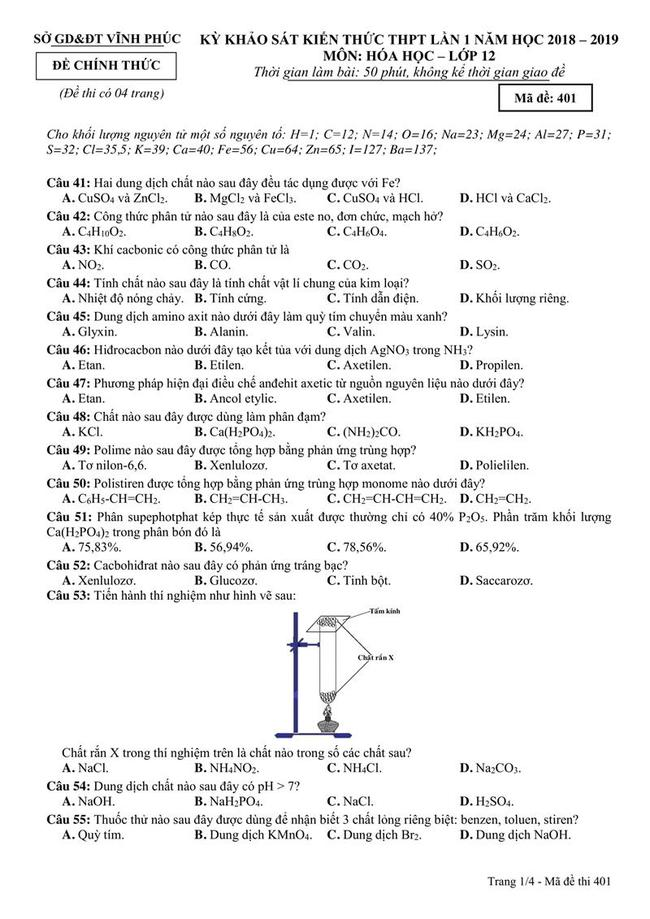 SỞ GD&ĐT VĨNH PHÚC
ĐỀ CHÍNH THỨC
(Đề thi có 04 trang)
KỲ KHẢO SÁT KIẾN THỨC THPT LẦN 1 NĂM HỌC 2018 – 2019
MÔN: HÓA HỌC – LỚP 12
Thời gian làm bài: 50 phút, không kể thời gian giao đề
Mã đề: 401
Cho khối lượng nguyên tử một số nguyên tố: H=1; C=12; N=14; O=16; Na=23; Mg=24; Al=27; P=31;
S=32; Cl=35,5; K=39; Ca=40; Fe=56; Cu=64; Zn=65; I=127; Ba=137;
Câu 41: Hai dung dịch chất nào sau đây đều tác dụng được với Fe?
A. CuSO4 và ZnCl2. B. MgCl2 và FeCl3. C. CuSO4 và HCl. D. HCl và CaCl2.
Câu 42: Công thức phân tử nào sau đây là của este no, đơn chức, mạch hở?
A. C4H10O2. B. C4H8O2. C. C4H6O4. D. C4H6O2.
Câu 43: Khí cacbonic có công thức phân tử là
A. NO2. B. CO. C. CO2. D. SO2.
Câu 44: Tính chất nào sau đây là tính chất vật lí chung của kim loại?
A. Nhiệt độ nóng chảy. B. Tính cứng. C. Tính dẫn điện. D. Khối lượng riêng.
Câu 45: Dung dịch amino axit nào dưới đây làm quỳ tím chuyển màu xanh?
A. Glyxin. B. Alanin. C. Valin. D. Lysin.
Câu 46: Hiđrocacbon nào dưới đây tạo kết tủa với dung dịch AgNO3 trong NH3?
A. Etan. B. Etilen. C. Axetilen. D. Propilen.
Câu 47: Phương pháp hiện đại điều chế anđehit axetic từ nguồn nguyên liệu nào dưới đây?
A. Etan. B. Ancol etylic. C. Axetilen. D. Etilen.
Câu 48: Chất nào sau đây được dùng làm phân đạm?
A. KCl. B. Ca(H2PO4)2. C. (NH2)2CO. D. KH2PO4.
Câu 49: Polime nào sau đây được tổng hợp bằng phản ứng trùng hợp?
A. Tơ nilon-6,6. B. Xenlulozơ. C. Tơ axetat. D. Polielilen.
Câu 50: Polistiren được tổng hợp bằng phản ứng trùng hợp monome nào dưới đây?
A. C6H5-CH=CH2. B. CH2=CH-CH3. C. CH2=CH-CH=CH2. D. CH2=CH2.
Câu 51: Phân supephotphat kép thực tế sản xuất được thường chỉ có 40% P2O5. Phần trăm khối lượng
Ca(H2PO4)2 trong phân bón đó là
A. 75,83%. B. 56,94%. C. 78,56%. D. 65,92%.
Câu 52: Cacbohiđrat nào sau đây có phản ứng tráng bạc?
A. Xenlulozơ. B. Glucozơ. C. Tinh bột. D. Saccarozơ.
Câu 53: Tiến hành thí nghiệm như hình vẽ sau:
Tấm kính
Chất rắn X
Chất rắn X trong thí nghiệm trên là chất nào trong số các chất sau?
A. NaCl. B. NH4NO2. C. NH4Cl. D. Na2CO3.
Câu 54: Dung dịch chất nào sau đây có pH > 7?
A. NaOH. B. NaH2PO4. C. NaCl. D. H2SO4.
Câu 55: Thuốc thử nào sau đây được dùng để nhận biết 3 chất lỏng riêng biệt: benzen, toluen, stiren?
A. Quỳ tím. B. Dung dịch KMnO4. C. Dung dịch Br2. D. Dung dịch NaOH.
Trang 1/4 - Mã đề thi 401